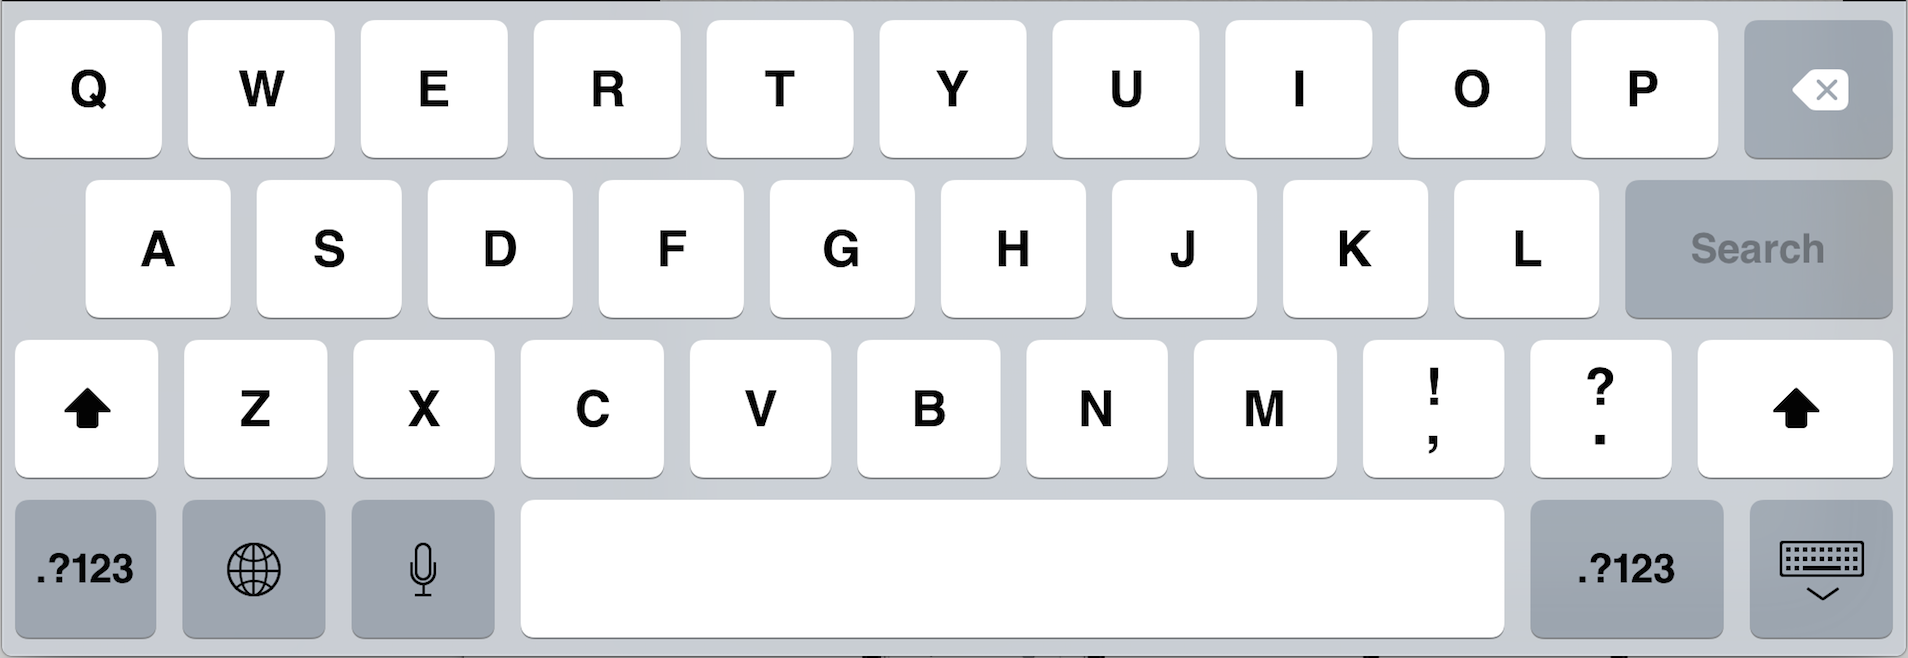 Q W E R T Y U I O P
A S D F G H J K L Search
Z X C V B N M ! , ? .
.?123 .?123